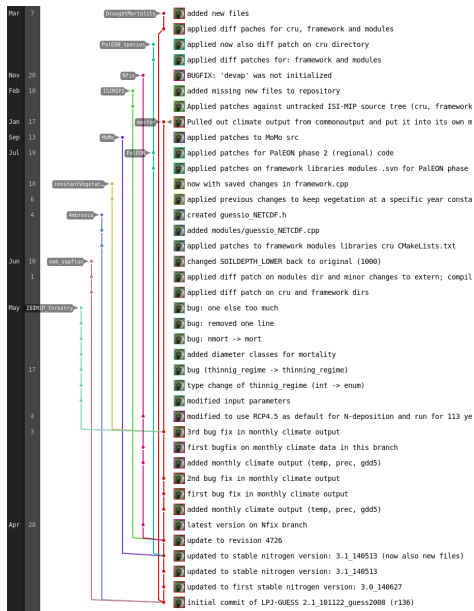 Mar 7 DroughtMortality added new files
applied diff paches for cru, framework and modules
PalEON_species applied now also diff patch on cru directory
applied diff patches for: framework and modules
Nov 20 Nfix BUGFIX: 'devap' was not initialized
Feb 10 ISIMIP2 added missing new files to repository
Applied patches against untracked ISI-MIP source tree (cru, framework
Jan 17 master Pulled out climate output from commonoutput and put it into its own m
Sep 13 MoMo applied patches to MoMo src
Jul 19 PalEON applied patches for PalEON phase 2 (regional) code
applied patches on framework libraries modules .svn for PalEON phase
18 constantVegetat… now with saved changes in framework.cpp
6 applied previous changes to keep vegetation at a specific year consta
4 Ambrosia created guessio_NETCDF.h
added modules/guessio_NETCDF.cpp
applied patches to framework modules libraries cru CMakeLists.txt
Jun 10 oak_sapflux changed SOILDEPTH_LOWER back to original (1000)
1 applied diff patch on modules dir and minor changes to extern; compil
applied diff patch on cru and framework dirs
May ISIMIP_forestry bug: one else too much
bug: removed one line
bug: nmort -> mort
added diameter classes for mortality
17 bug (thinnig_regime -> thinning_regime)
type change of thinnig_regime (int -> enum)
modified input parameters
4 modified to use RCP4.5 as default for N-deposition and run for 113 ye
3 3rd bug fix in monthly climate output
first bugfix on monthly climate data in this branch
added monthly climate output (temp, prec, gdd5)
2nd bug fix in monthly climate output
first bug fix in monthly climate output
added monthly climate output (temp, prec, gdd5)
Apr 28 latest version on Nfix branch
update to revision 4726
updated to stable nitrogen version: 3.1_140513 (now also new files)
updated to stable nitrogen version: 3.1_140513
updated to first stable nitrogen version: 3.0_140627
initial commit of LPJ-GUESS 2.1_101122_guess2008 (r136)